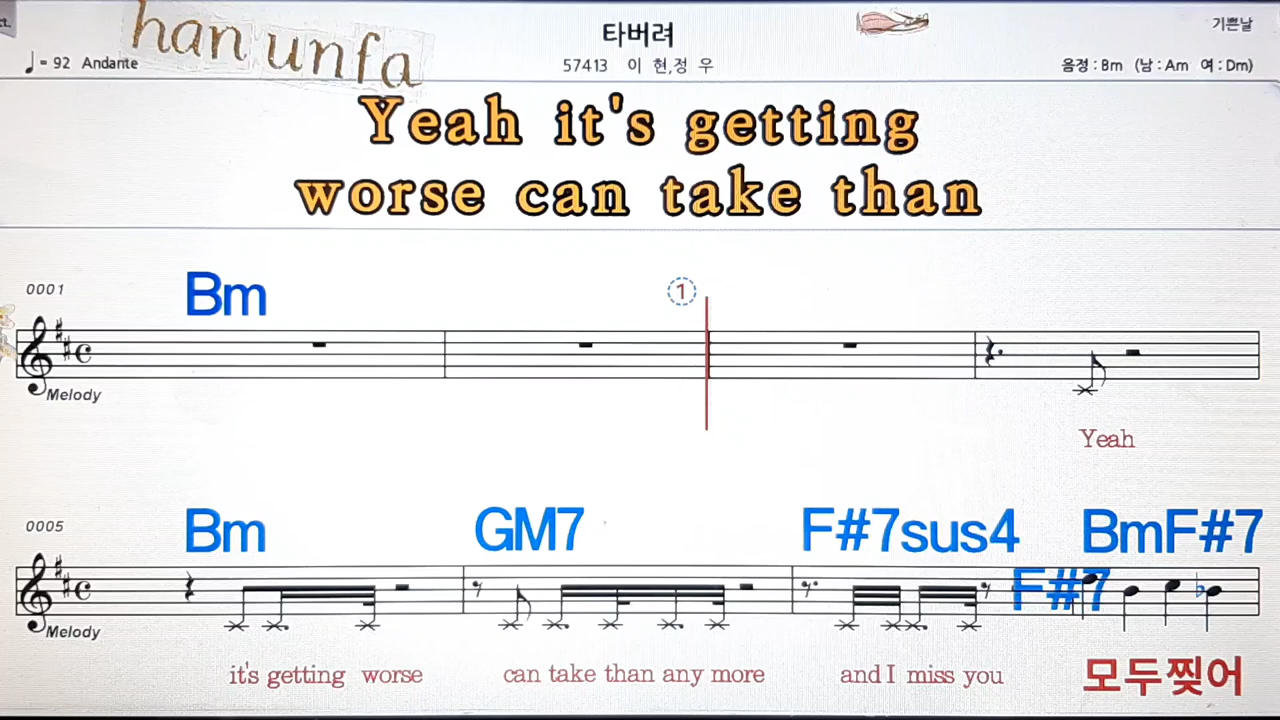 ct.
han unfa
타버려
기쁜날
♩= 92 Andante
57413 이 현,정 우
음정 : Bm (남 : Am 여 : Dm)
Yeah it's getting
worse can take than
0001
Bm
1
Melody
Yeah
0005
Bm GM7 F#7sus4 BmF#7
F#7
Melody
it's getting worse can take than any more and I miss you 모두찢어